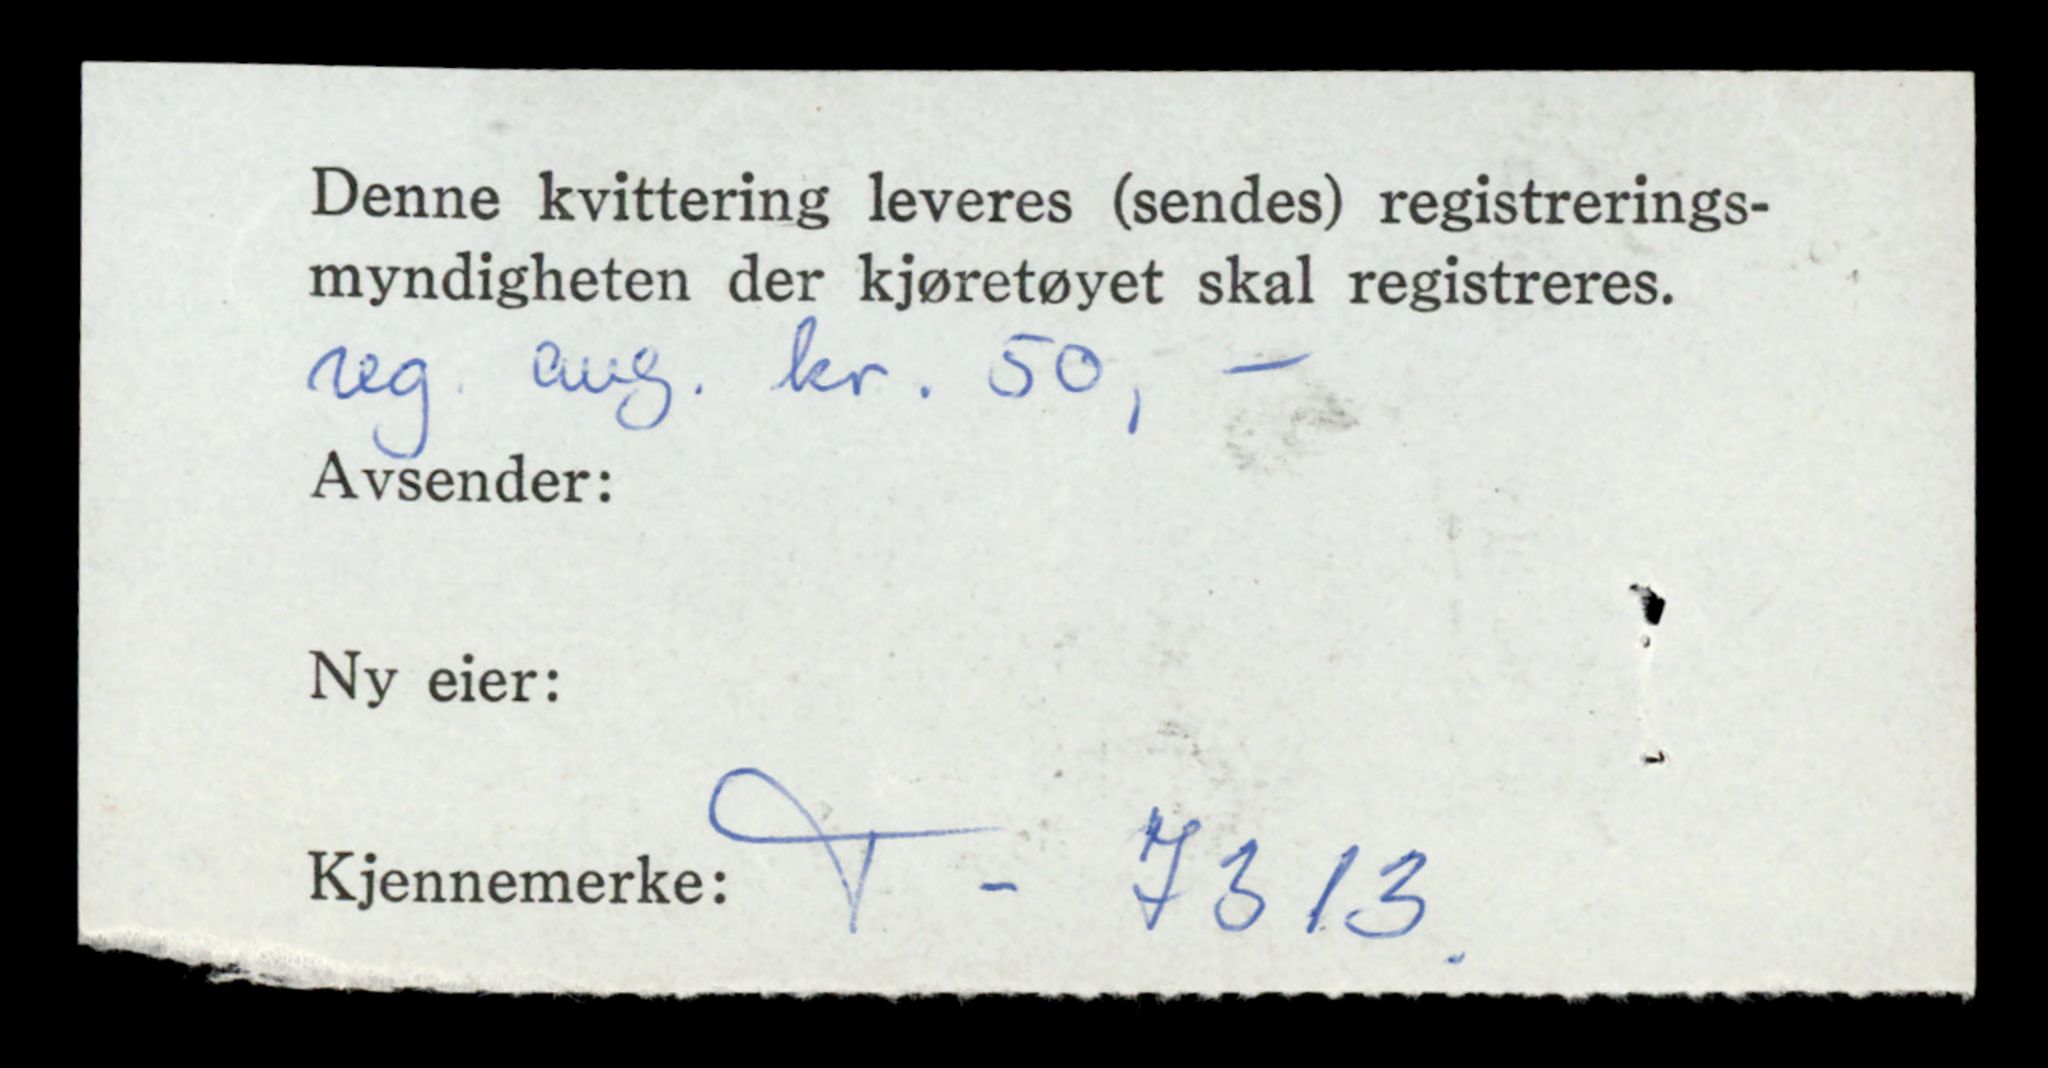 Denne kvittering leveres (sendes) registrerings-
myndigheten der kjøretøyet skal registreres.
reg. avg. kr. 50, -
Avsender:
Ny eier:
Kjennemerke: T - 7313.